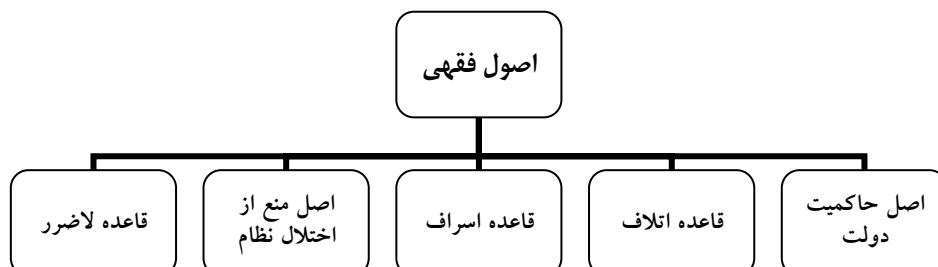 اصول فقهی
اصل حاکمیت
دولت
قاعده اتلاف
قاعده اسراف
اصل منع از
اختلال نظام
قاعده لاضرر